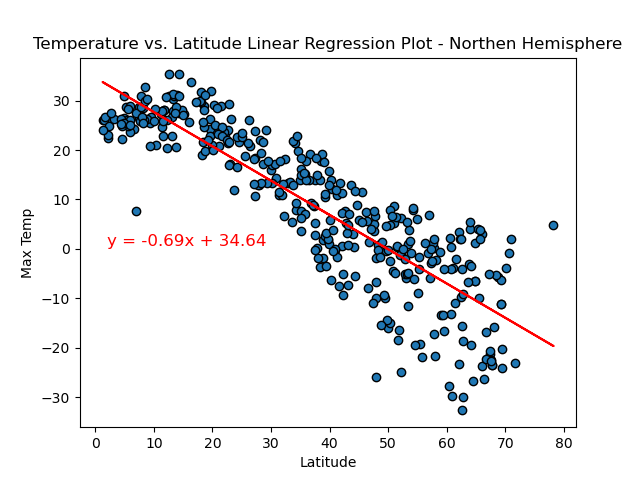 Temperature vs. Latitude Linear Regression Plot - Northen Hemisphere
30
20
10
0
−10
−20
−30
Max Temp
y = -0.69x + 34.64
0 10 20 30 40 50 60 70 80
Latitude